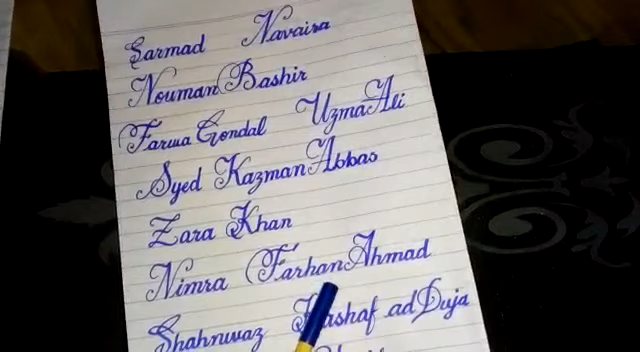 Sarmad Navaira
Nouman Bashir
Farwa Gondal Uzma Ali
Syed Kazman Abbas
Zara Khan
Nimra Farhan Ahmad
Shahnwaz Kashaf ad Duja